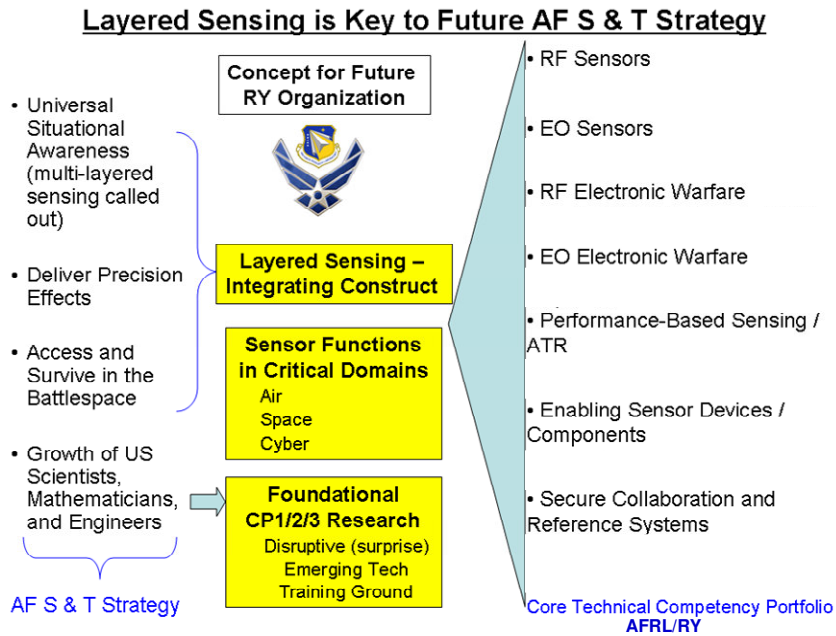 Layered Sensing is Key to Future AF S & T Strategy
Concept for Future
RY Organization
• Universal
Situational
Awareness
(multi-layered
sensing called
out)
• Deliver Precision
Effects
• Access and
Survive in the
Battlespace
• Growth of US
Scientists,
Mathematicians,
and Engineers
AF S & T Strategy
Layered Sensing –
Integrating Construct
Sensor Functions
in Critical Domains
Air
Space
Cyber
Foundational
CP1/2/3 Research
Disruptive (surprise)
Emerging Tech
Training Ground
• RF Sensors
• EO Sensors
• RF Electronic Warfare
• EO Electronic Warfare
• Performance-Based Sensing /
ATR
• Enabling Sensor Devices /
Components
• Secure Collaboration and
Reference Systems
Core Technical Competency Portfolio
AFRL/RY